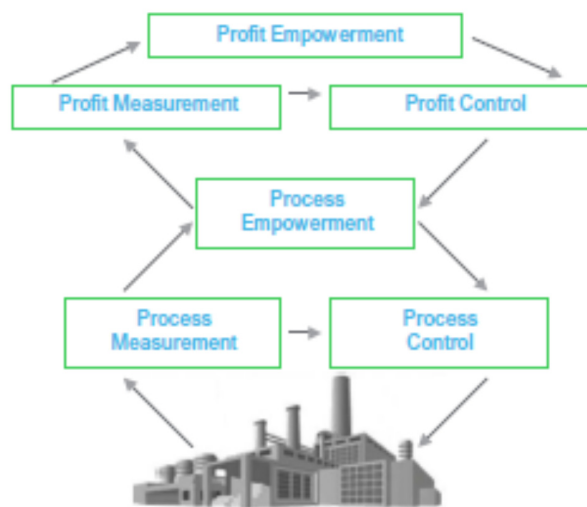 Profit Empowerment
Profit Measurement
Profit Control
Process
Empowerment
Process
Measurement
Process
Control